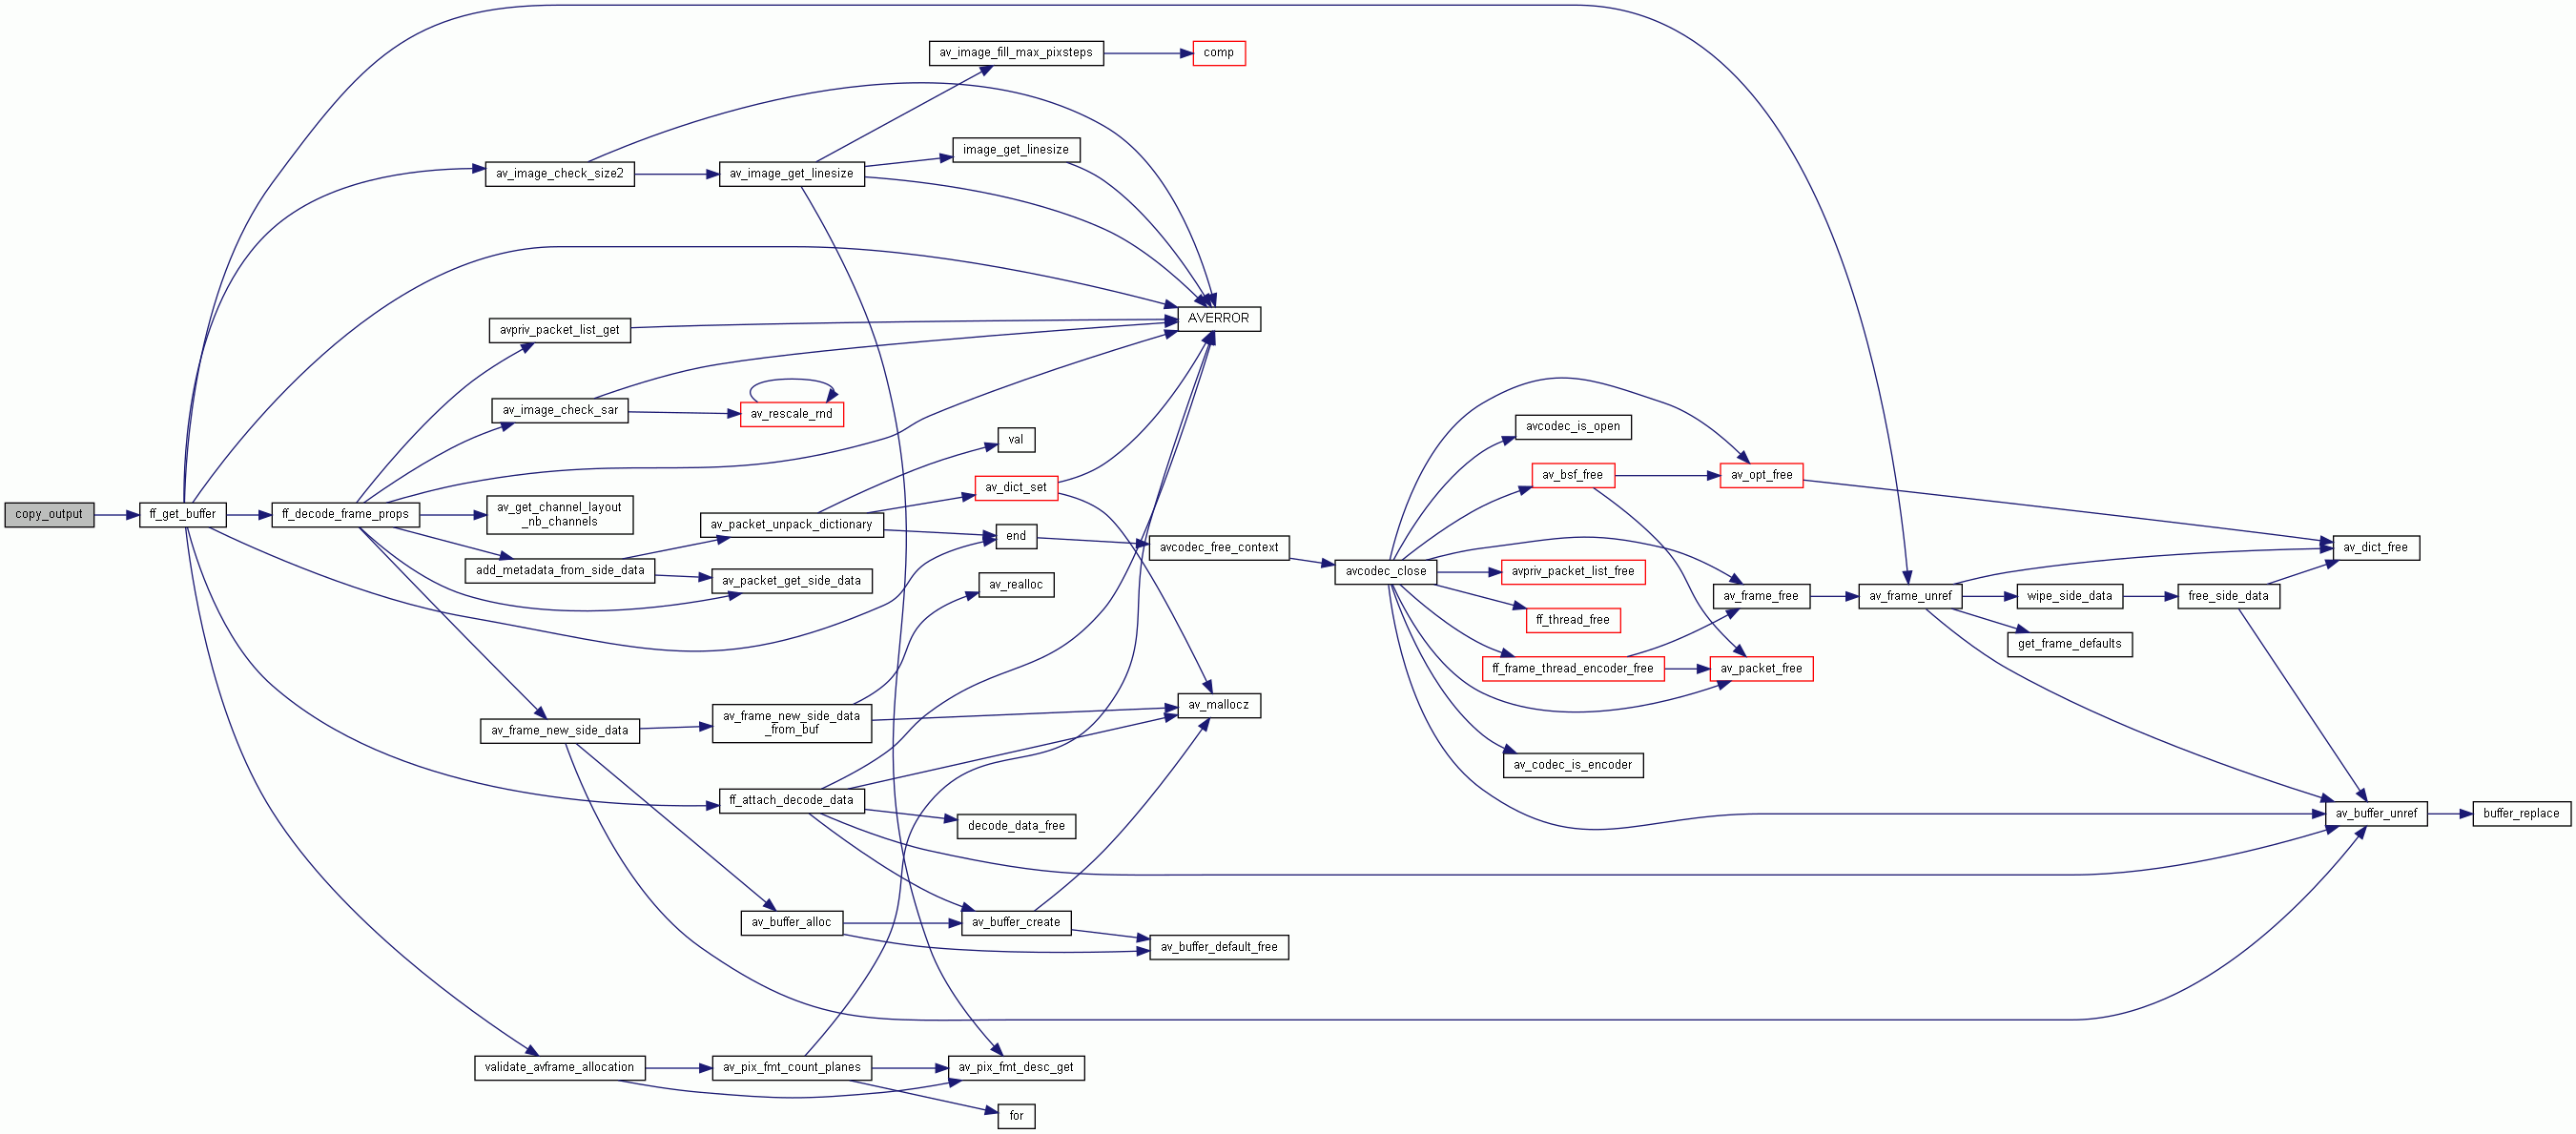 av_image_fill_max_pixsteps
comp
image_get_linesize
av_image_check_size2
av_image_get_linesize
AVERROR
avpriv_packet_list_get
av_image_check_sar
av_rescale_rnd
avcodec_is_open
val
av_bsf_free
av_opt_free
av_dict_set
copy_output
ff_get_buffer
ff_decode_frame_props
av_get_channel_layout
_nb_channels
av_packet_unpack_dictionary
end
avcodec_free_context
av_dict_free
add_metadata_from_side_data
av_packet_get_side_data
av_realloc
avcodec_close
avpriv_packet_list_free
av_frame_free
av_frame_unref
wipe_side_data
free_side_data
ff_thread_free
get_frame_defaults
ff_frame_thread_encoder_free
av_packet_free
av_mallocz
av_frame_new_side_data
av_frame_new_side_data
_from_buf
av_codec_is_encoder
ff_attach_decode_data
decode_data_free
av_buffer_unref
buffer_replace
av_buffer_alloc
av_buffer_create
av_buffer_default_free
validate_avframe_allocation
av_pix_fmt_count_planes
av_pix_fmt_desc_get
for